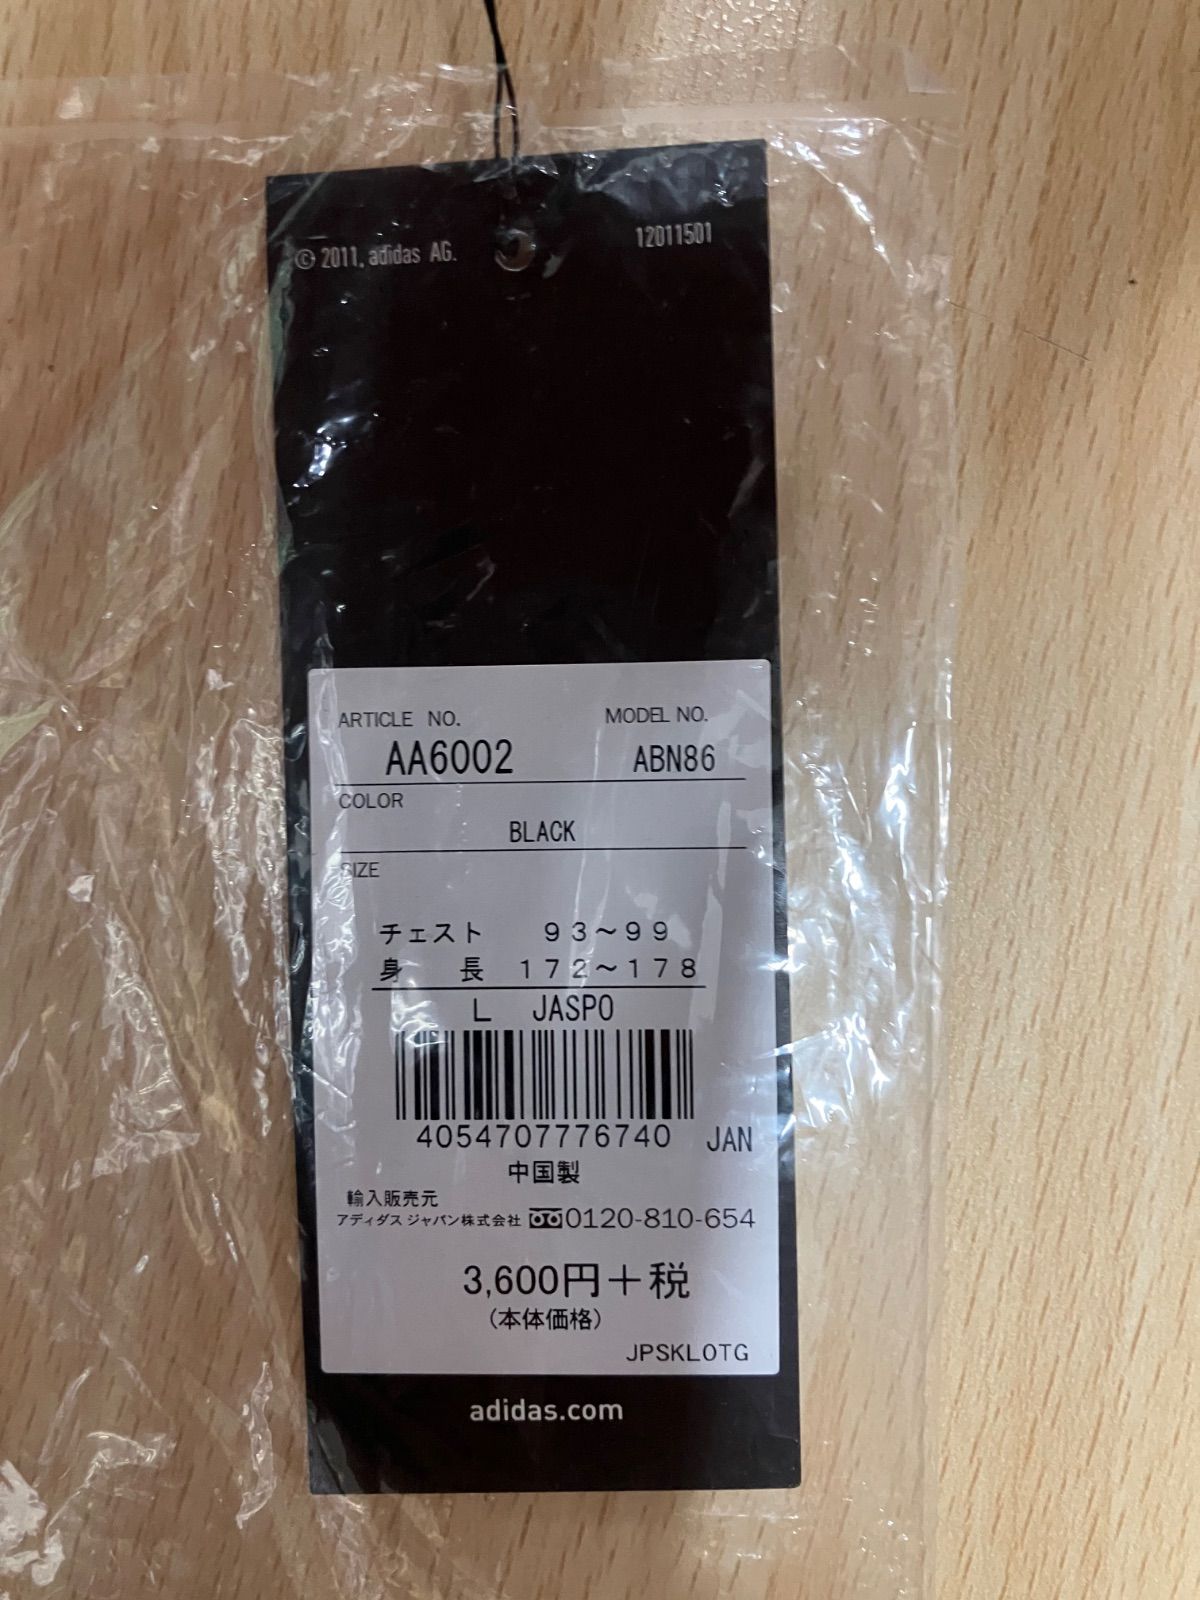 © 2011, adidas AG.
12011501
ARTICLE NO.
MODEL NO.
AA6002
ABN86
COLOR
BLACK
SIZE
チェスト 93～99
身 長 172～178
L JASPO
4054707776740 JAN
中国製
輸入販売元
アディダス ジャパン株式会社 0120-810-654
3,600円＋税
(本体価格)
JPSKLOTG
adidas.com